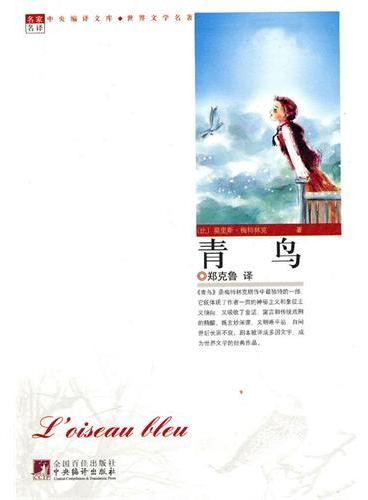 名家
名译
中央编译文库◆世界文学名著
〔比〕莫里斯·梅特林克 著
青鸟
郑克鲁 译
《青鸟》是梅特林克剧作中最独特的一部,
它既体现了作者一贯的神秘主义和象征主
义倾向,又吸收了童话、寓言和传统戏剧
的精髓,既玄妙深邃,又明晰平易,自问
世后长演不衰,剧本被译成多国文字,成
为世界文学的经典作品。
L'oiseau bleu
CCTP
全国百佳出版社
中央编译出版社
Central Compilation & Translation Press